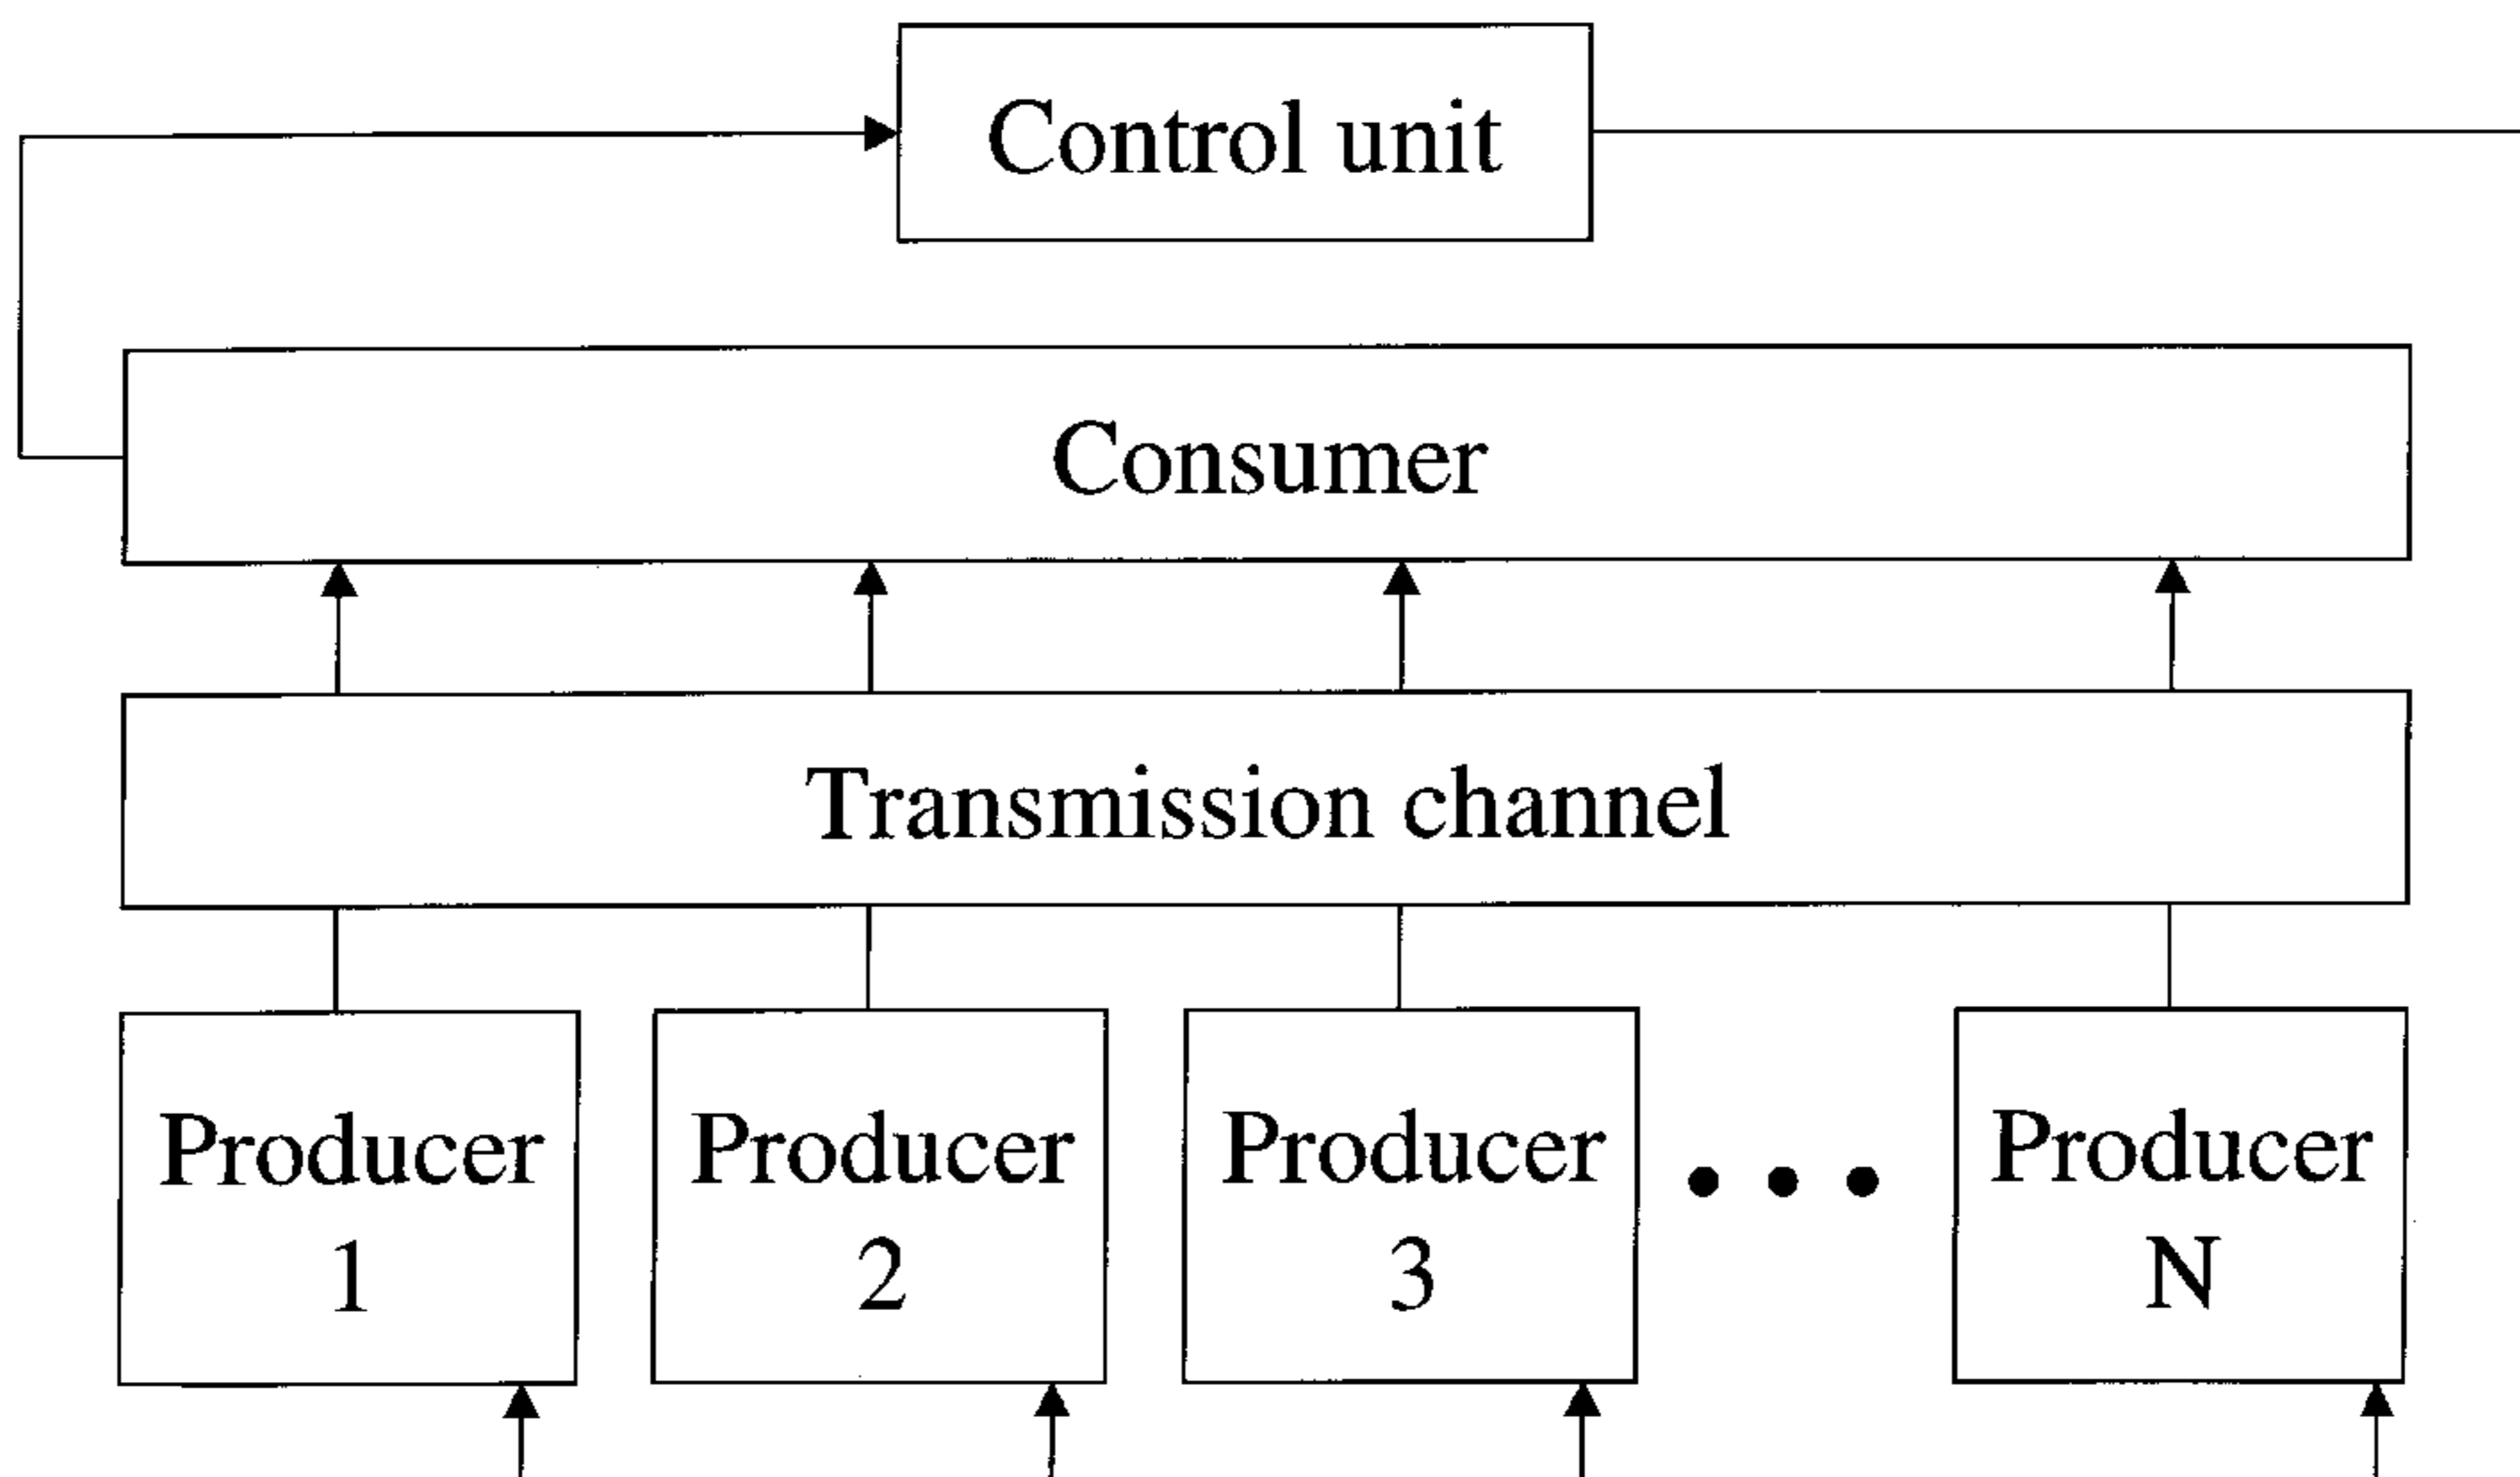 Control unit
Consumer
Transmission channel
Producer
1
Producer
2
Producer
3
Producer
N